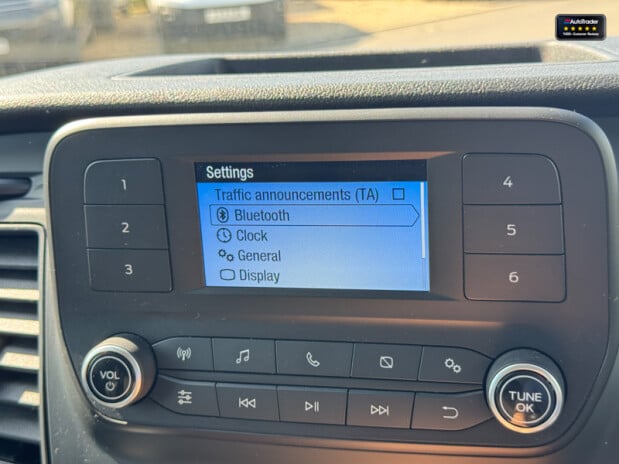 AutoTrader
Settings
Traffic announcements (TA)
Bluetooth
Clock
General
Display
1
2
3
4
5
6
VOL
TUNE
OK